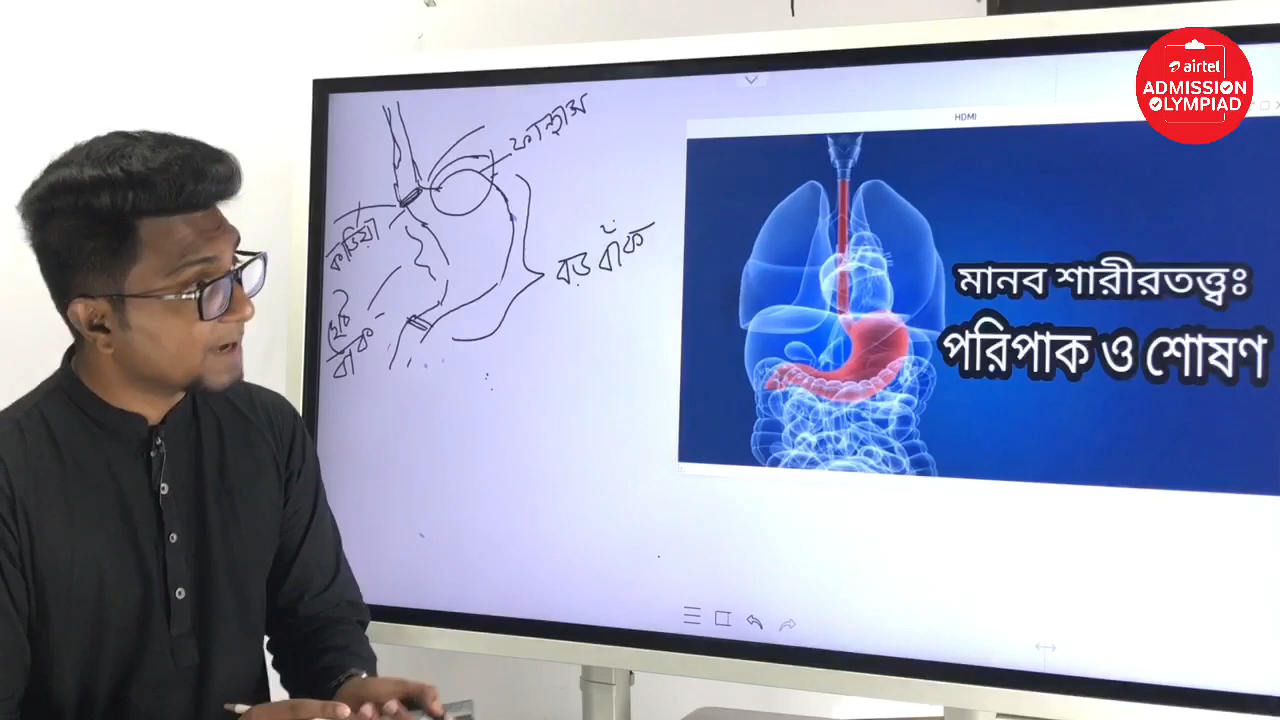 airtel
ADMISSION
OLYMPIAD
HDMI
ফান্ডাস
কার্ডিয়া
বড় বাঁক
ছোট
বাঁক
মানব শারীরতত্ত্বঃ
পরিপাক ও শোষণ